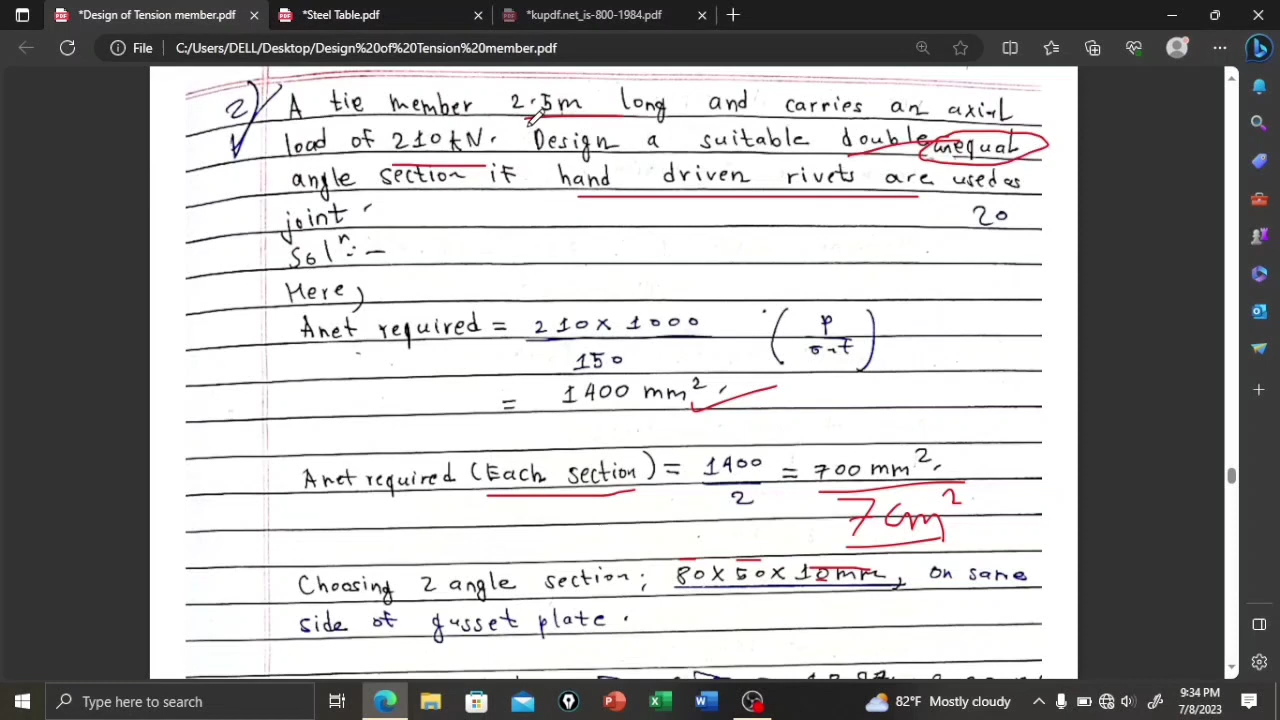 *Design of Tension member.pdf
*Steel Table.pdf
*kupdf.net_is-800-1984.pdf
File
C:/Users/DELL/Desktop/Design%20of%20Tension%20member.pdf
2) A tie member 2.5m long and carries an axial
load of 210kN. Design a suitable double unequal
angle section if hand driven rivets are used as
joint.
20
Solⁿ: -
Here,
Anet required = 210 x 1000
150
= 1400 mm²
Anet required (Each section) = 1400 = 700 mm².
2
7 cm²
Choosing 2 angle section; 80 X 50 X 10mm, on same
side of gusset plate.
Type here to search
82°F Mostly cloudy
9:34 PM
7/8/2023